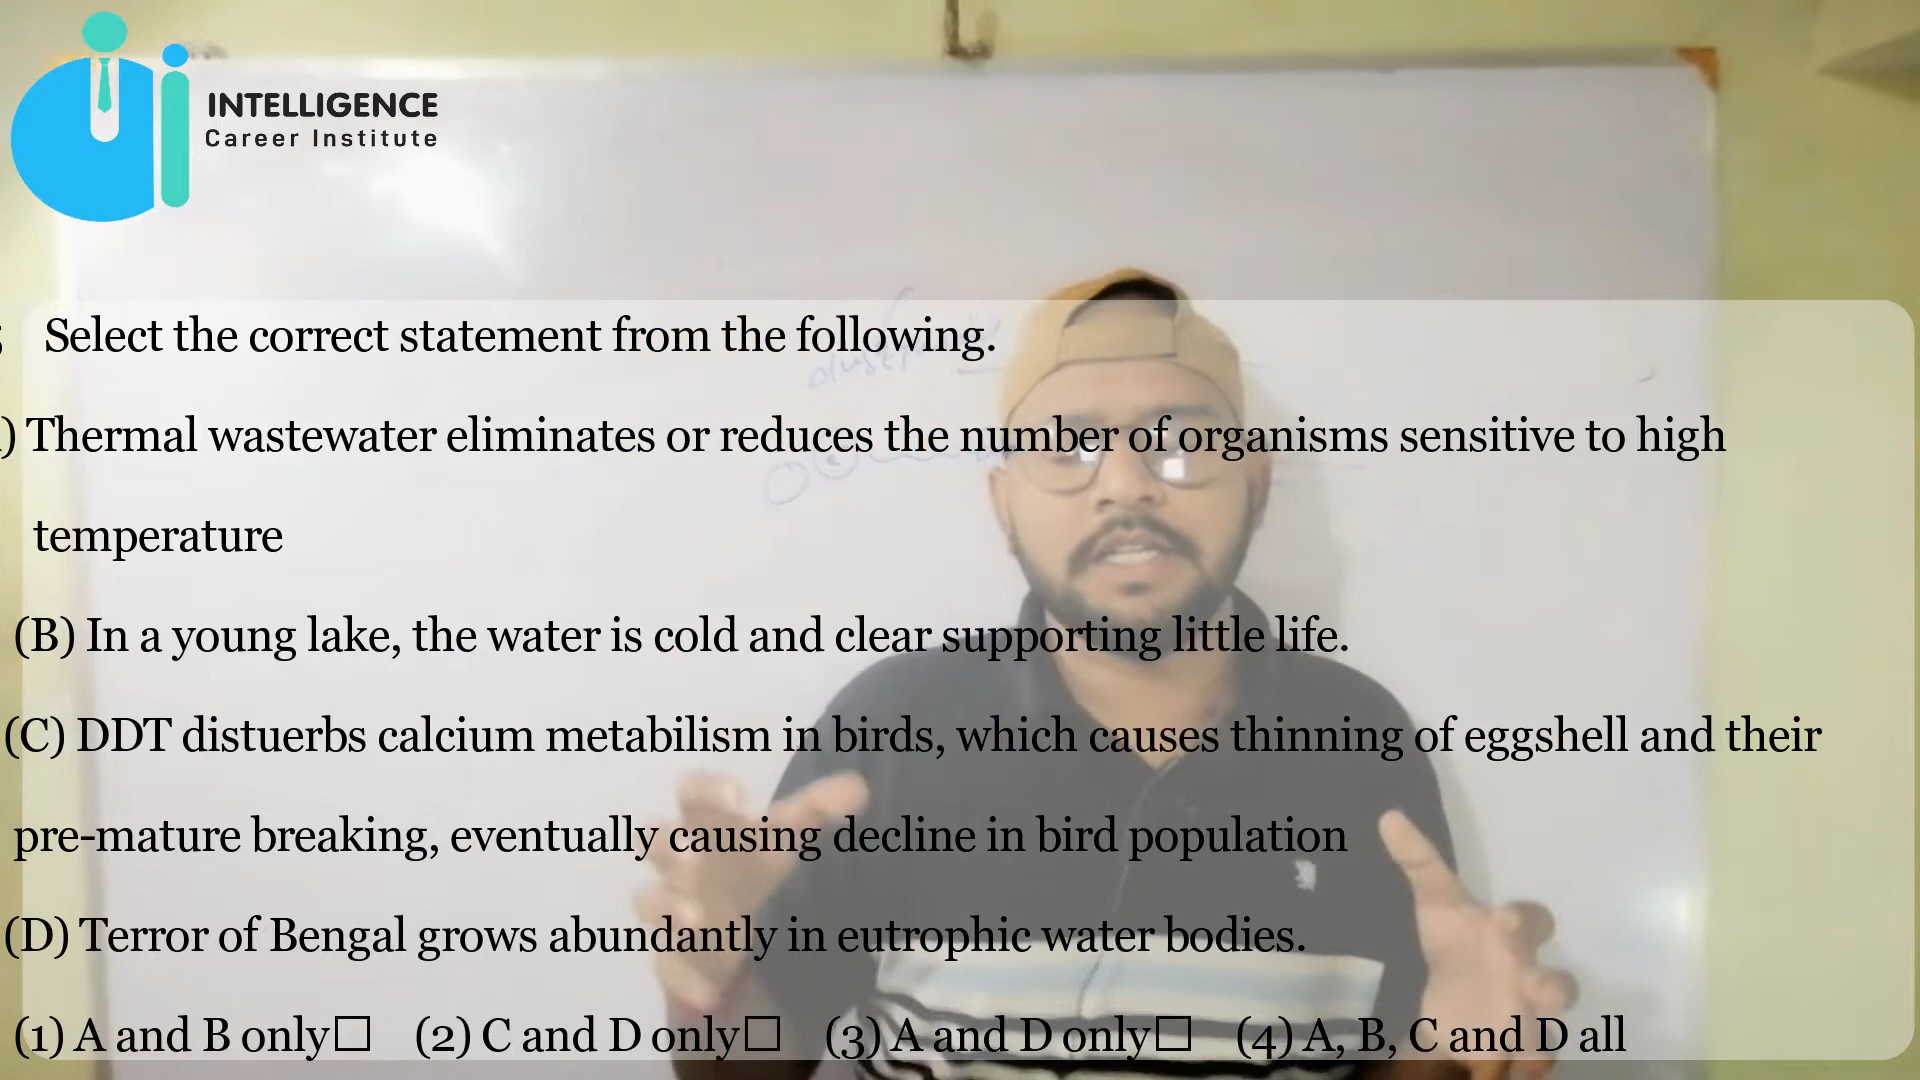 INTELLIGENCE
Career Institute
Select the correct statement from the following.
) Thermal wastewater eliminates or reduces the number of organisms sensitive to high
temperature
(B) In a young lake, the water is cold and clear supporting little life.
(C) DDT distuerbs calcium metabilism in birds, which causes thinning of eggshell and their
pre-mature breaking, eventually causing decline in bird population
(D) Terror of Bengal grows abundantly in eutrophic water bodies.
(1) A and B only□ (2) C and D only□ (3) A and D only□ (4) A, B, C and D all